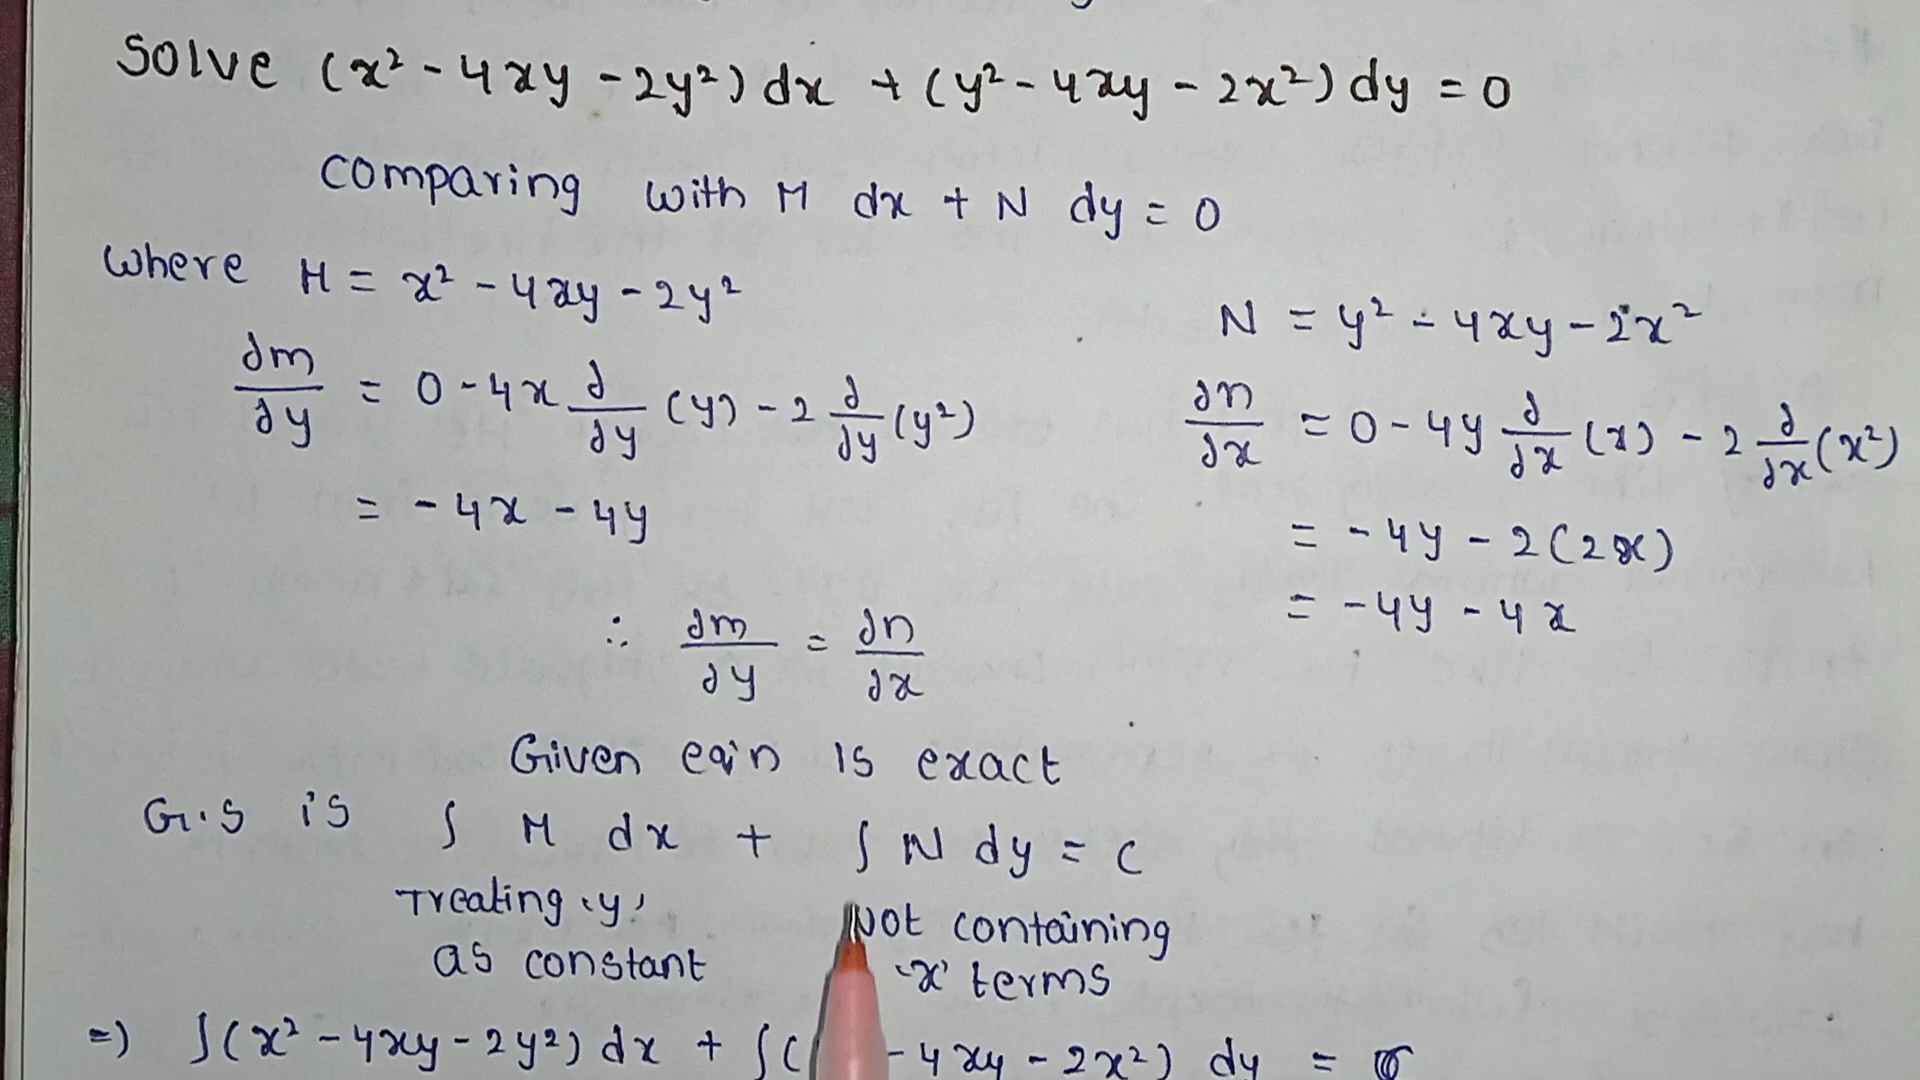 Solve (x² - 4xy - 2y²) dx + (y² - 4xy - 2x²) dy = 0
comparing with M dx + N dy = 0
where M = x² - 4xy - 2y²
N = y² - 4xy - 2x²
∂m/∂y = 0 - 4x ∂/∂y (y) - 2 ∂/∂y (y²)
∂n/∂x = 0 - 4y ∂/∂x (x) - 2 ∂/∂x (x²)
= - 4x - 4y
= - 4y - 2(2x)
= - 4y - 4x
∴ ∂m/∂y = ∂n/∂x
Given eq'n is exact
G.S is ∫ M dx + ∫ N dy = c
Treating 'y' as constant
Not containing 'x' terms
=) ∫(x² - 4xy - 2y²) dx + ∫( - 4xy - 2x²) dy =